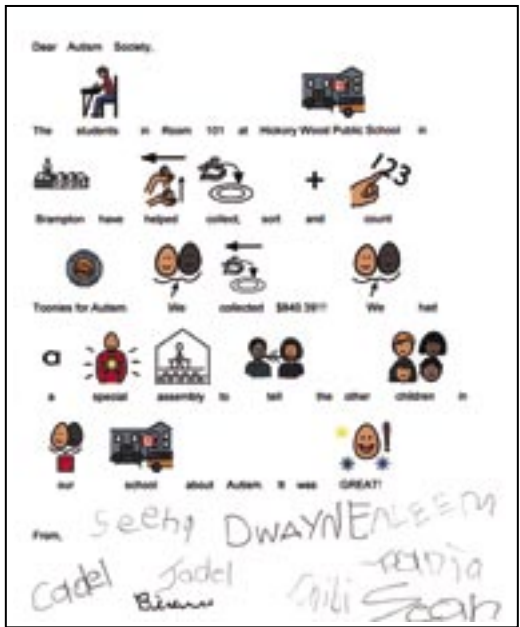 Dear Autism Society,
The students in Room 101 at Hickory Wood Public School in
123
Brampton have helped collect, sort and count
Toonies for Autism. We collected $840.39!!! We had
a
a special assembly to tell the other children in
our school about Autism. It was GREAT!
From,
DWAYNE ALEEM
Cadel Jadel
Sean